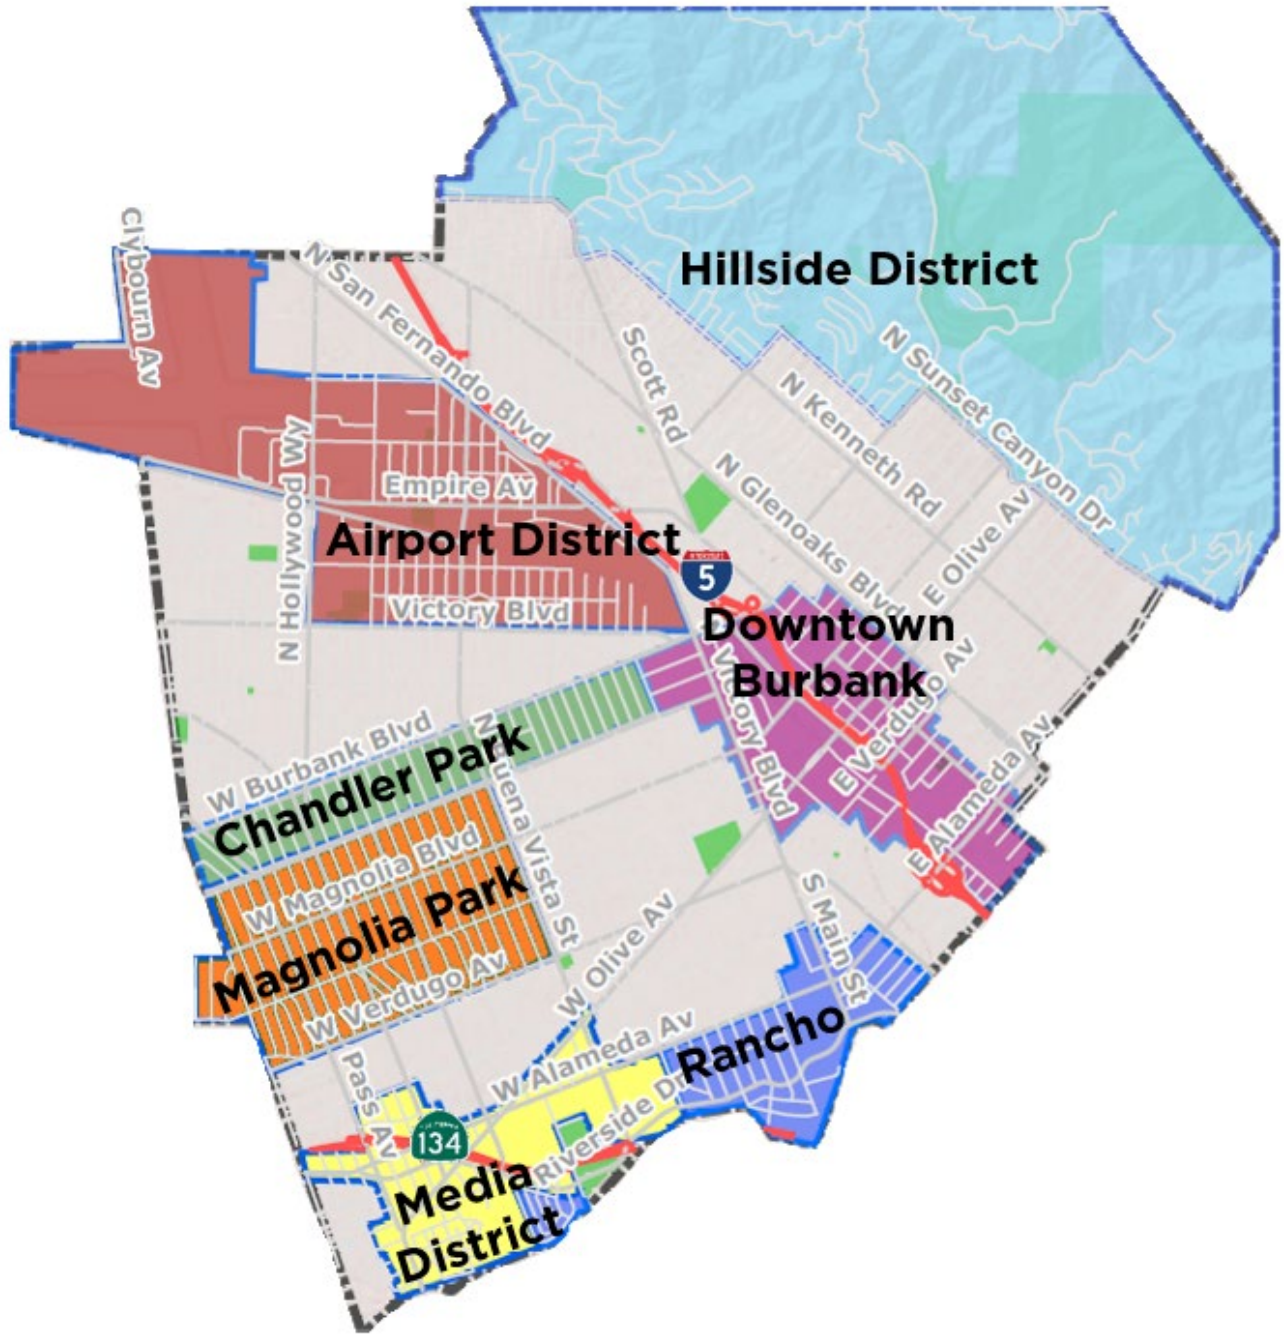 Clybourn Av
Hillside District
N San Fernando Blvd
Scott Rd
N Sunset Canyon Dr
N Kenneth Rd
N Hollywood Wy
Empire Av
N Glenoaks Blvd
E Olive Av
Airport District
5
Victory Blvd
Downtown
Burbank
Victory Blvd
E Verdugo Av
W Burbank Blvd
Chandler Park
N Buena Vista St
E Alameda Av
W Magnolia Blvd
Magnolia Park
W Verdugo Av
W Olive Av
S Main St
Rancho
W Alameda Av
Pass Av
134
Riverside Dr
Media
District